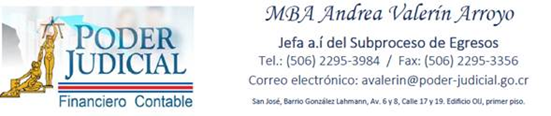 PODER
JUDICIAL
Financiero Contable
MBA Andrea Valerín Arroyo
Jefa a.í del Subproceso de Egresos
Tel.: (506) 2295-3984 / Fax: (506) 2295-3356
Correo electrónico: avalerin@poder-judicial.go.cr
San José, Barrio González Lahmann, Av. 6 y 8, Calle 17 y 19. Edificio OIJ, primer piso.